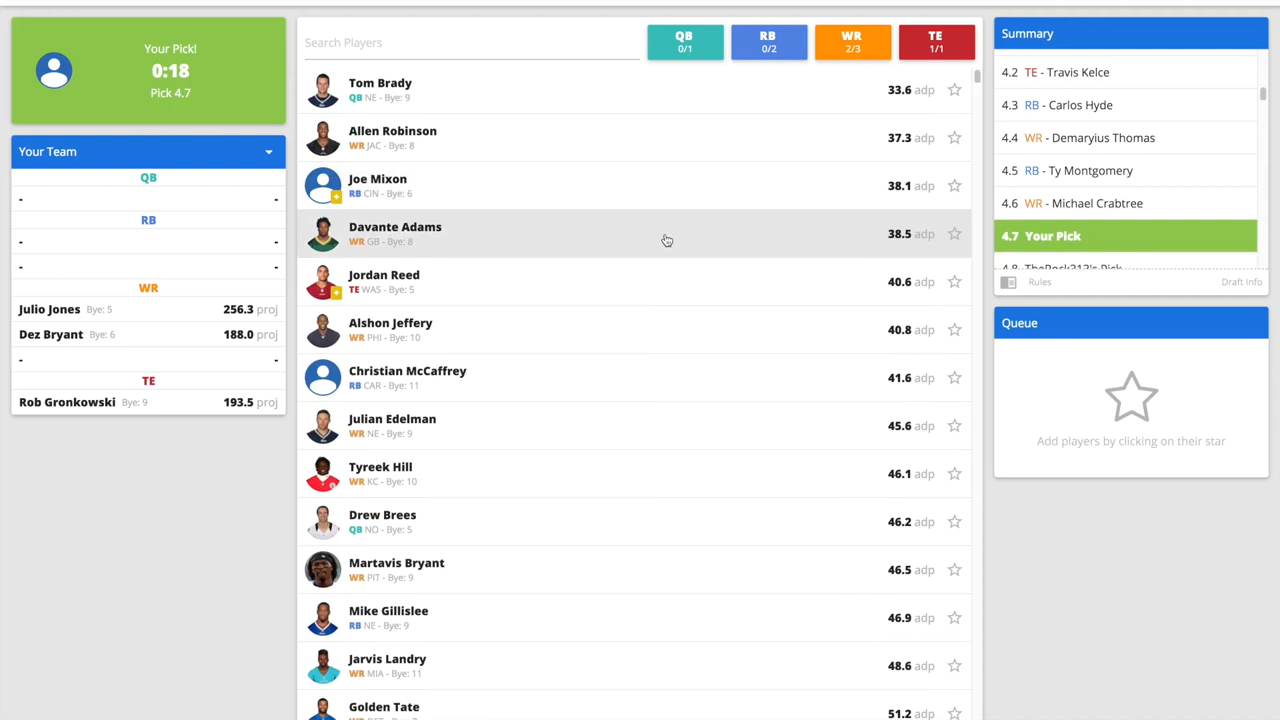 Your Pick!
0:18
Pick 4.7
Your Team
QB
-
-
RB
-
-
-
-
WR
Julio Jones Bye: 5 256.3 proj
Dez Bryant Bye: 6 188.0 proj
-
-
TE
Rob Gronkowski Bye: 9 193.5 proj
Search Players
QB
0/1
RB
0/2
WR
2/3
TE
1/1
Tom Brady
QB NE - Bye: 9
33.6 adp
Allen Robinson
WR JAC - Bye: 8
37.3 adp
Joe Mixon
RB CIN - Bye: 6
38.1 adp
Davante Adams
WR GB - Bye: 8
38.5 adp
Jordan Reed
TE WAS - Bye: 5
40.6 adp
Alshon Jeffery
WR PHI - Bye: 10
40.8 adp
Christian McCaffrey
RB CAR - Bye: 11
41.6 adp
Julian Edelman
WR NE - Bye: 9
45.6 adp
Tyreek Hill
WR KC - Bye: 10
46.1 adp
Drew Brees
QB NO - Bye: 5
46.2 adp
Martavis Bryant
WR PIT - Bye: 9
46.5 adp
Mike Gillislee
RB NE - Bye: 9
46.9 adp
Jarvis Landry
WR MIA - Bye: 11
48.6 adp
Golden Tate
51.2 adp
Summary
4.2 TE - Travis Kelce
4.3 RB - Carlos Hyde
4.4 WR - Demaryius Thomas
4.5 RB - Ty Montgomery
4.6 WR - Michael Crabtree
4.7 Your Pick
Rules
Draft Info
Queue
Add players by clicking on their star